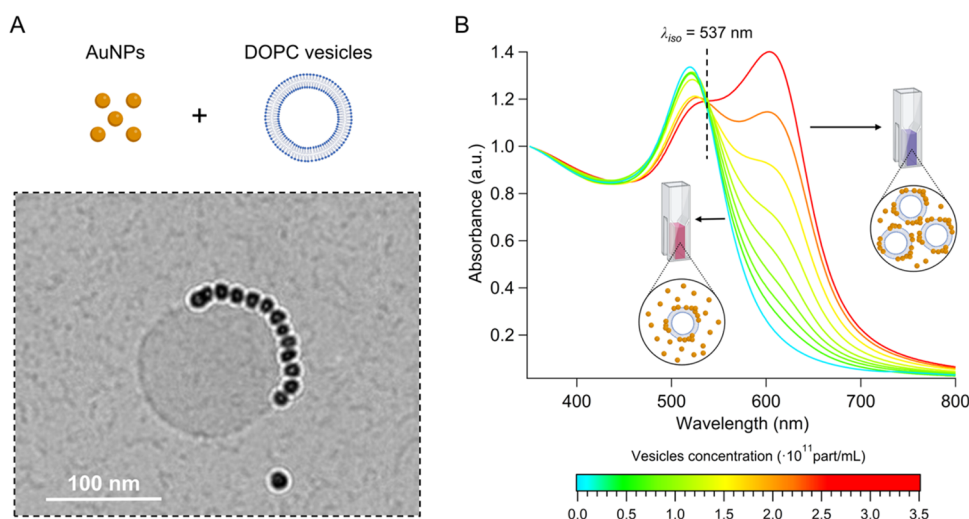 A
AuNPs
DOPC vesicles
+
100 nm
B
λiso = 537 nm
Absorbance (a.u.)
1.4
1.2
1.0
0.8
0.6
0.4
0.2
400
500
600
700
800
Wavelength (nm)
Vesicles concentration (·10¹¹part/mL)
0.0 0.5 1.0 1.5 2.0 2.5 3.0 3.5